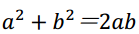 a² + b² = 2ab